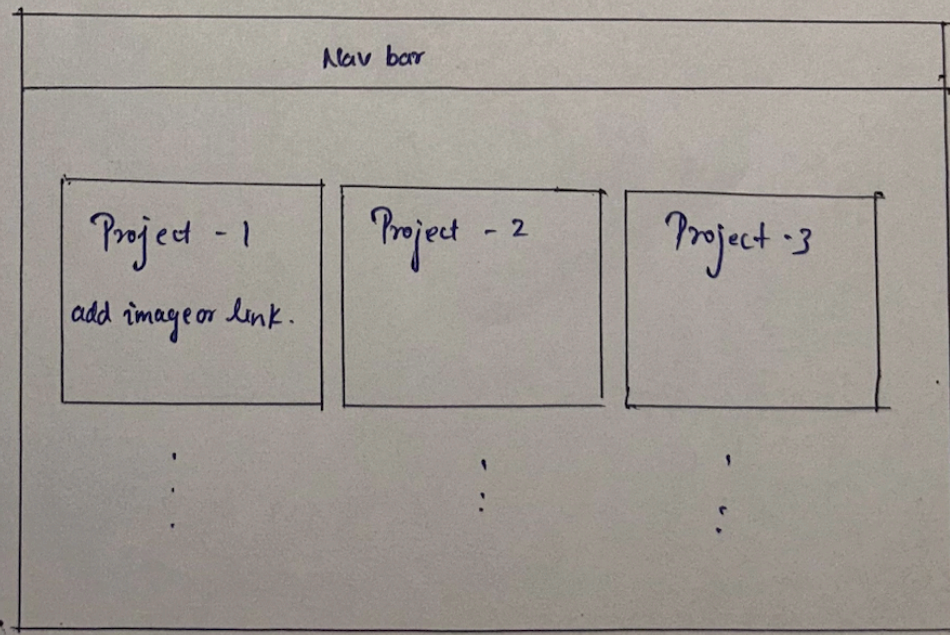 Nav bar
Project - 1
add image or link.
Project - 2
Project - 3